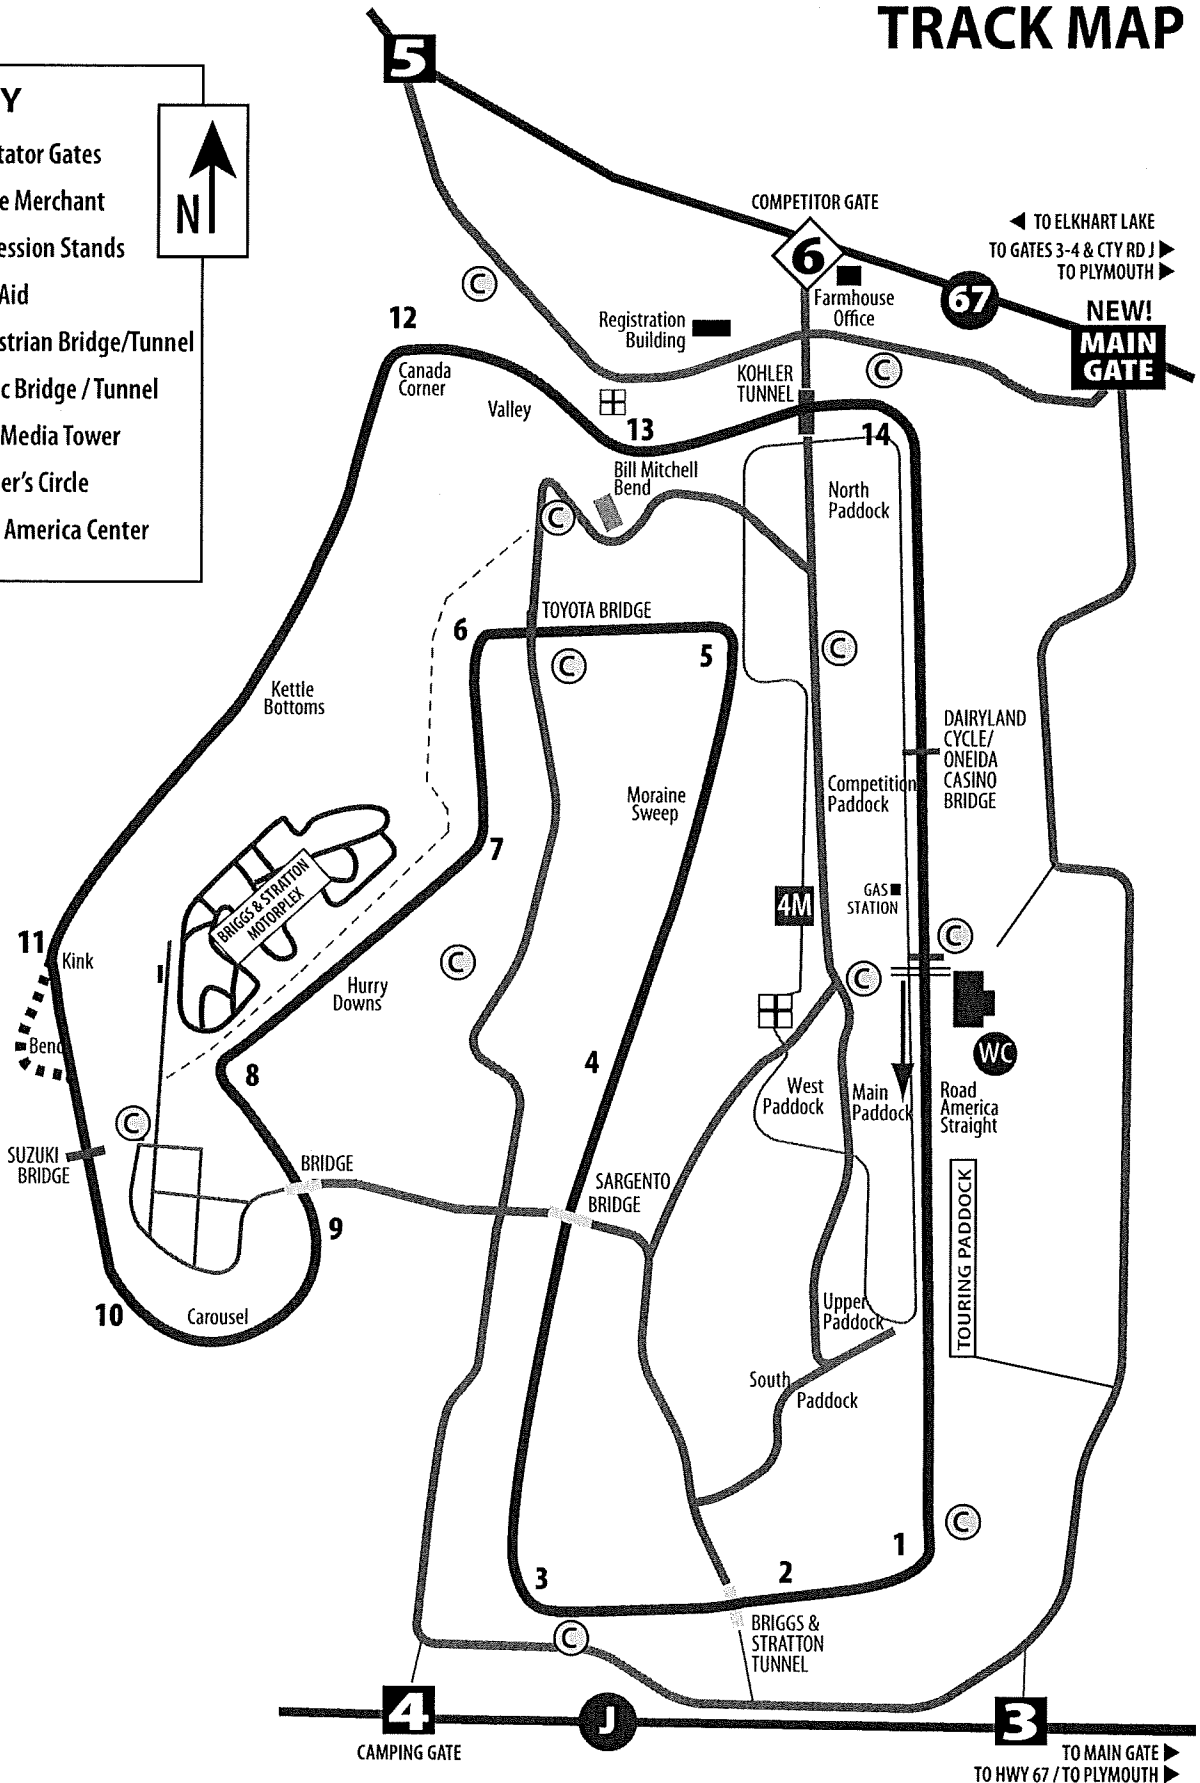 TRACK MAP
5
Y
tator Gates
e Merchant
ession Stands
Aid
strian Bridge/Tunnel
c Bridge / Tunnel
Media Tower
er's Circle
America Center
N
COMPETITOR GATE
6
Farmhouse
Office
TO ELKHART LAKE
TO GATES 3-4 & CTY RD J
TO PLYMOUTH
67
NEW!
MAIN
GATE
C
Registration
Building
C
12
Canada
Corner
Valley
KOHLER
TUNNEL
13
14
Bill Mitchell
Bend
C
North
Paddock
TOYOTA BRIDGE
6
5
C
C
Kettle
Bottoms
DAIRYLAND
CYCLE/
ONEIDA
CASINO
BRIDGE
Moraine
Sweep
Competition
Paddock
7
BRIGGS & STRATTON
MOTORPLEX
4M
GAS
STATION
C
11
Kink
C
C
Hurry
Downs
Bend
8
4
WC
West
Paddock
Main
Paddock
Road
America
Straight
C
SUZUKI
BRIDGE
BRIDGE
SARGENTO
BRIDGE
9
TOURING PADDOCK
10
Carousel
Upper
Paddock
South
Paddock
C
1
2
3
C
BRIGGS &
STRATTON
TUNNEL
4
J
3
CAMPING GATE
TO MAIN GATE
TO HWY 67 / TO PLYMOUTH